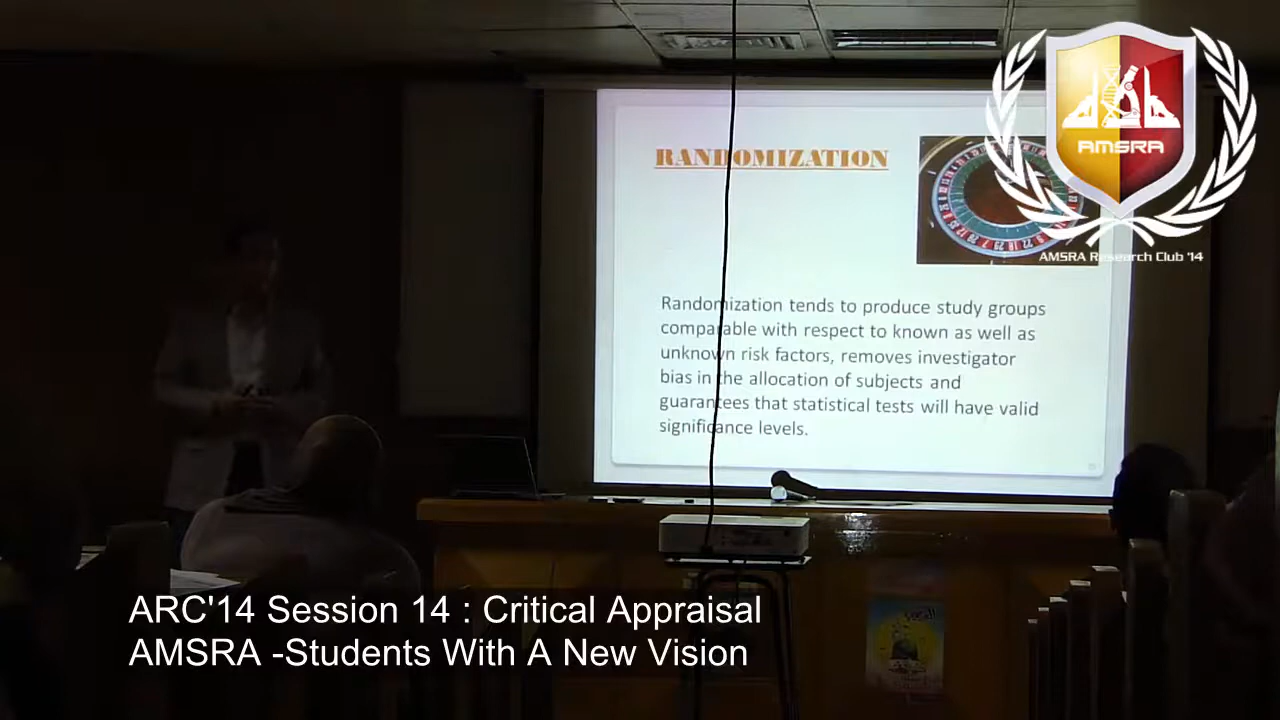 RANDOMIZATION
AMSRA
AMSRA Research Club '14
Randomization tends to produce study groups
comparable with respect to known as well as
unknown risk factors, removes investigator
bias in the allocation of subjects and
guarantees that statistical tests will have valid
significance levels.
ARC'14 Session 14 : Critical Appraisal
AMSRA -Students With A New Vision